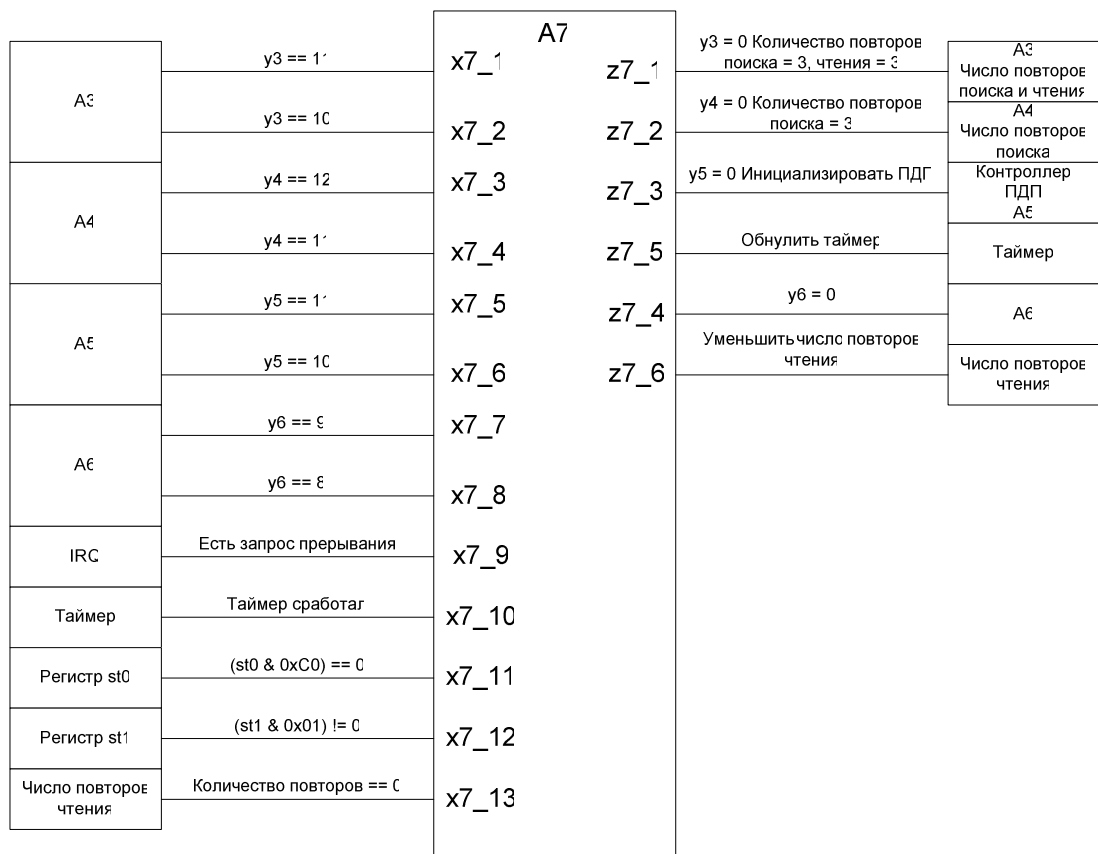 A7
A3
y3 == 11
x7_1
y3 == 10
x7_2
A4
y4 == 12
x7_3
y4 == 11
x7_4
A5
y5 == 11
x7_5
y5 == 10
x7_6
A6
y6 == 9
x7_7
y6 == 8
x7_8
IRQ
Есть запрос прерывания
x7_9
Таймер
Таймер сработал
x7_10
Регистр st0
(st0 & 0xC0) == 0
x7_11
Регистр st1
(st1 & 0x01) != 0
x7_12
Число повторов
чтения
Количество повторов == 0
x7_13
z7_1
y3 = 0 Количество повторов
поиска = 3, чтения = 3
A3
Число повторов
поиска и чтения
z7_2
y4 = 0 Количество повторов
поиска = 3
A4
Число повторов
поиска
z7_3
y5 = 0 Инициализировать ПДП
Контроллер
ПДП
A5
z7_5
Обнулить таймер
Таймер
z7_4
y6 = 0
A6
z7_6
Уменьшить число повторов
чтения
Число повторов
чтения